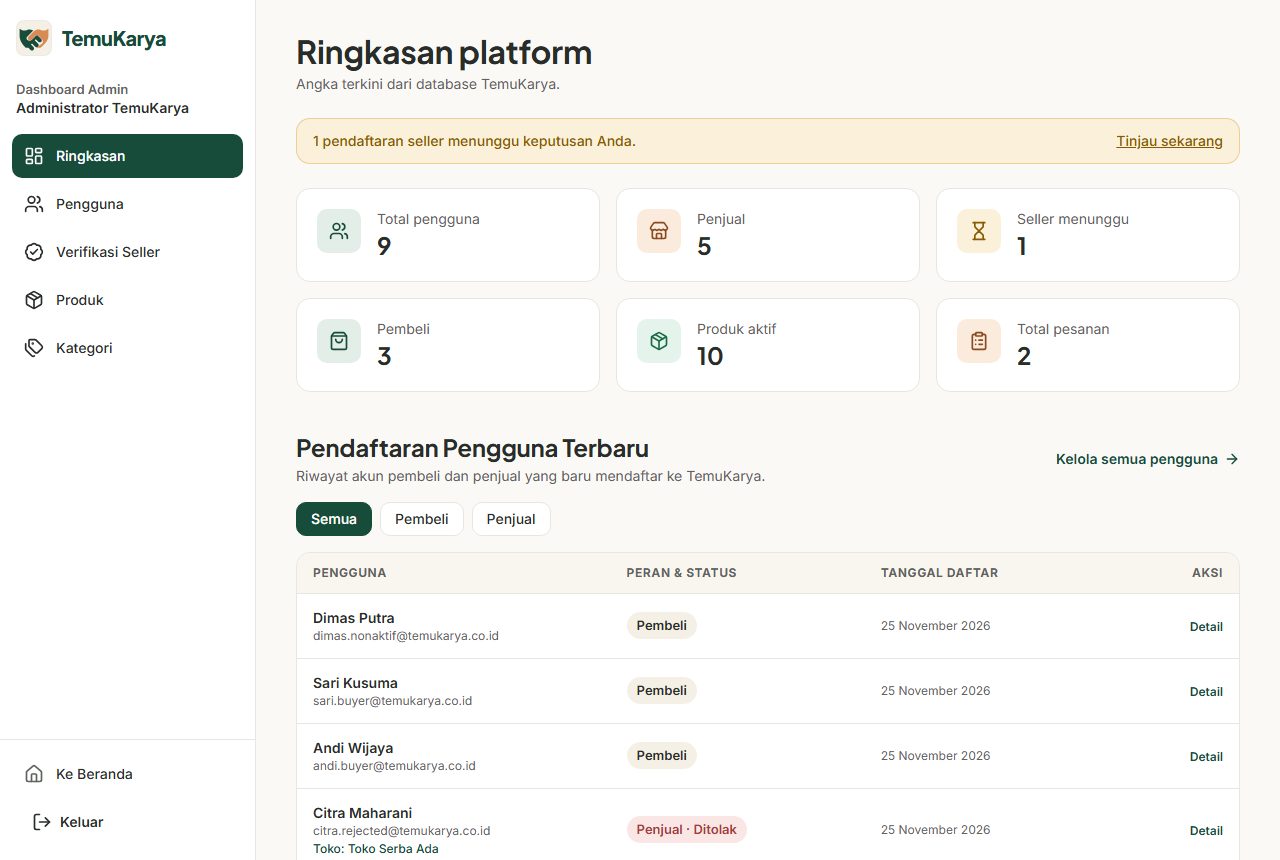 TemuKarya
Dashboard Admin
Administrator TemuKarya
Ringkasan
Pengguna
Verifikasi Seller
Produk
Kategori
Ke Beranda
Keluar
Ringkasan platform
Angka terkini dari database TemuKarya.
1 pendaftaran seller menunggu keputusan Anda.
Tinjau sekarang
Total pengguna
9
Penjual
5
Seller menunggu
1
Pembeli
3
Produk aktif
10
Total pesanan
2
Pendaftaran Pengguna Terbaru
Riwayat akun pembeli dan penjual yang baru mendaftar ke TemuKarya.
Kelola semua pengguna →
Semua
Pembeli
Penjual
PENGGUNA PERAN & STATUS TANGGAL DAFTAR AKSI
Dimas Putra
dimas.nonaktif@temukarya.co.id
Pembeli
25 November 2026
Detail
Sari Kusuma
sari.buyer@temukarya.co.id
Pembeli
25 November 2026
Detail
Andi Wijaya
andi.buyer@temukarya.co.id
Pembeli
25 November 2026
Detail
Citra Maharani
citra.rejected@temukarya.co.id
Toko: Toko Serba Ada
Penjual · Ditolak
25 November 2026
Detail